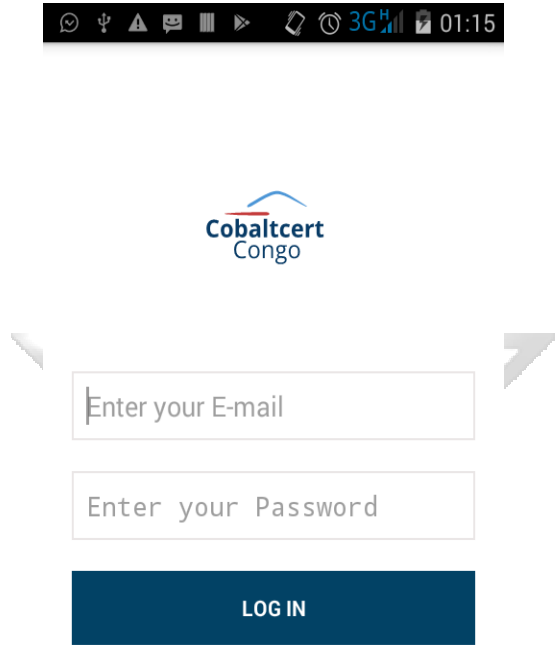 3G H 01:15
Cobaltcert
Congo
Enter your E-mail
Enter your Password
LOG IN